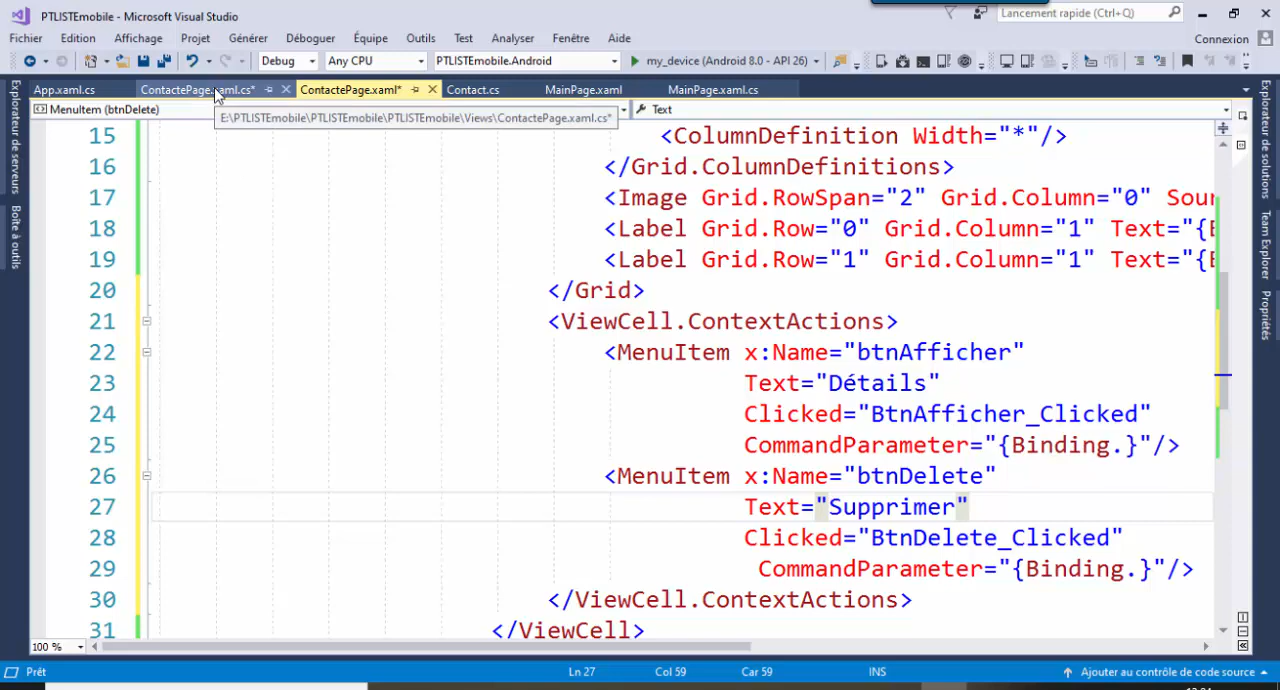 PTLISTEmobile - Microsoft Visual Studio
Lancement rapide (Ctrl+Q)
Fichier Edition Affichage Projet Générer Déboguer Équipe Outils Test Analyser Fenêtre Aide Connexion
Debug Any CPU PTLISTEmobile.Android my_device (Android 8.0 - API 26)
App.xaml.cs ContactePage.xaml.cs* ContactePage.xaml* Contact.cs MainPage.xaml MainPage.xaml.cs
MenuItem (btnDelete) Text
E:\PTLISTEmobile\PTLISTEmobile\PTLISTEmobile\Views\ContactePage.xaml.cs*
Explorateur de serveurs
Boîte à outils
Explorateur de solutions
Team Explorer
Propriétés
15 <ColumnDefinition Width="*"/>
16 </Grid.ColumnDefinitions>
17 <Image Grid.RowSpan="2" Grid.Column="0" Sour
18 <Label Grid.Row="0" Grid.Column="1" Text="{
19 <Label Grid.Row="1" Grid.Column="1" Text="{
20 </Grid>
21 <ViewCell.ContextActions>
22 <MenuItem x:Name="btnAfficher"
23 Text="Détails"
24 Clicked="BtnAfficher_Clicked"
25 CommandParameter="{Binding.}"/>
26 <MenuItem x:Name="btnDelete"
27 Text="Supprimer"
28 Clicked="BtnDelete_Clicked"
29 CommandParameter="{Binding.}"/>
30 </ViewCell.ContextActions>
31 </ViewCell>
100 %
Prêt Ln 27 Col 59 Car 59 INS Ajouter au contrôle de code source